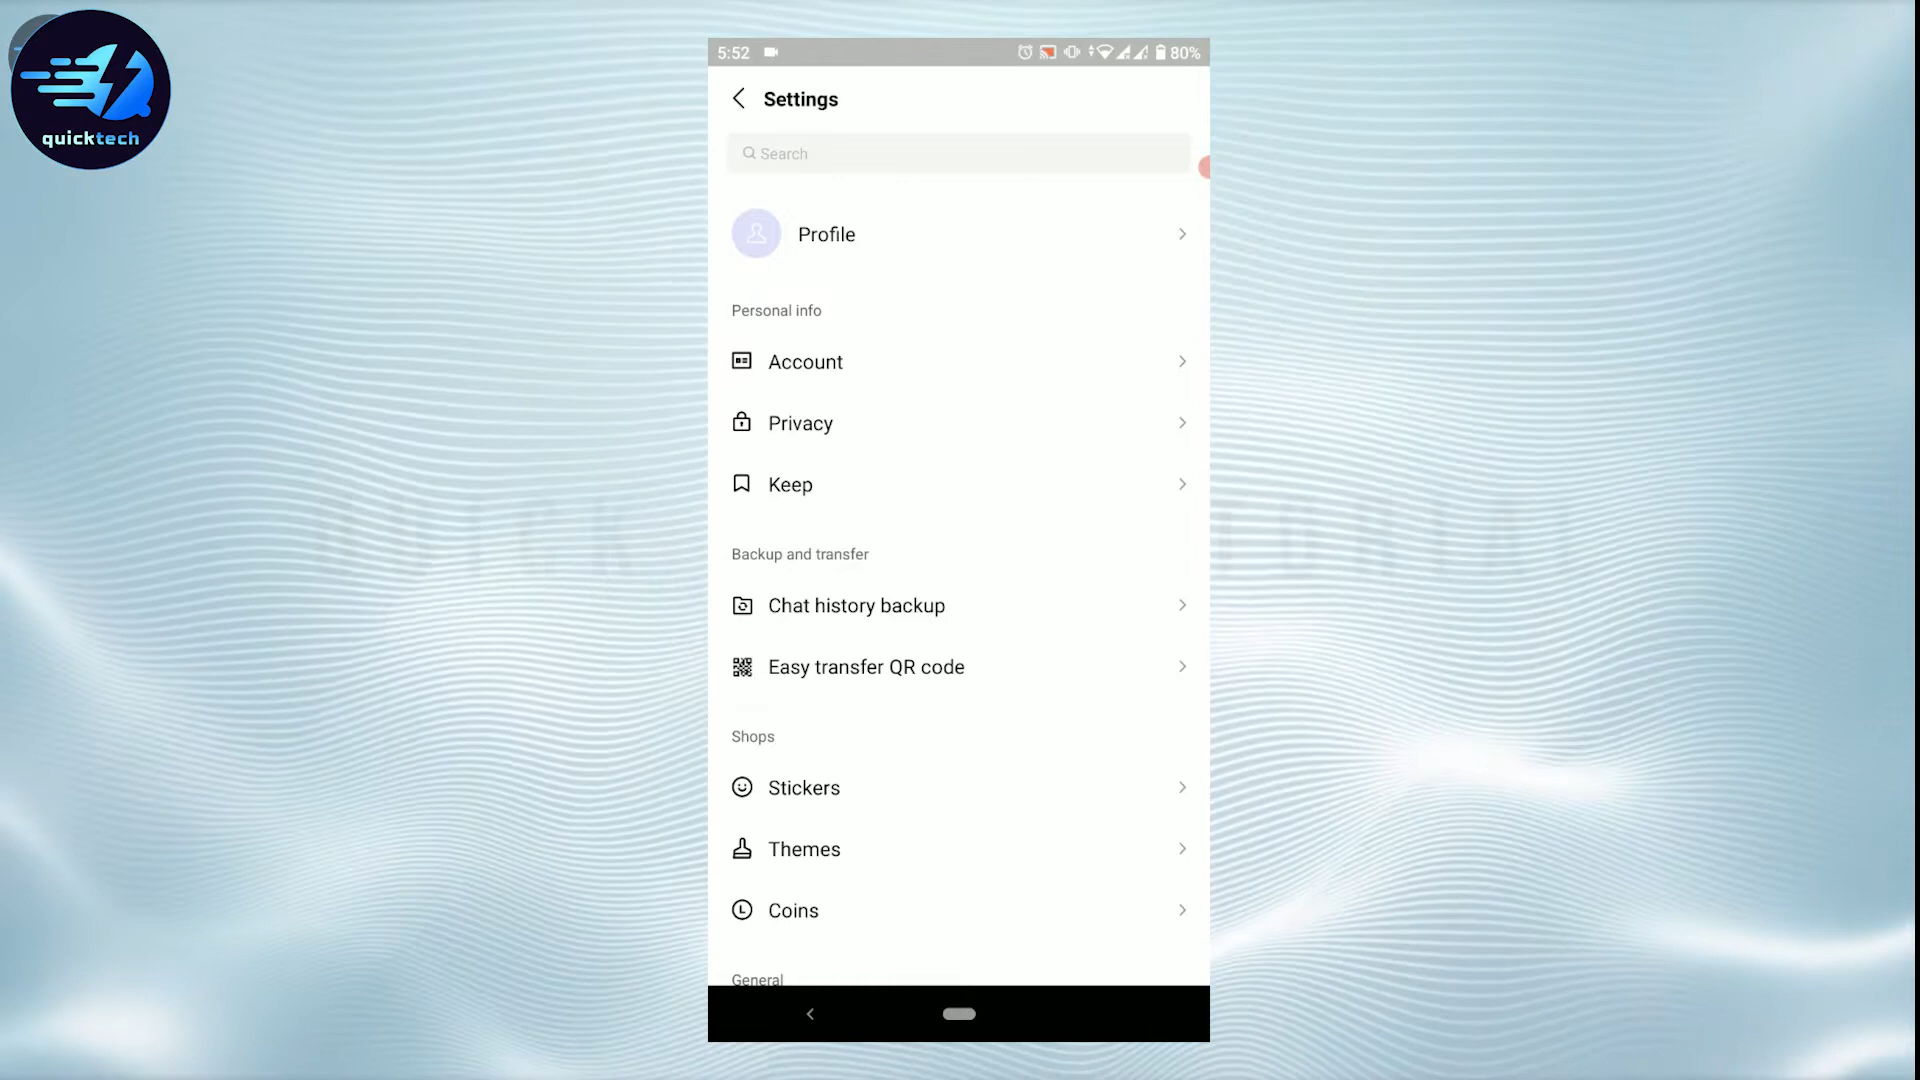 quicktech
5:52
80%
Settings
Search
Profile
Personal info
Account
Privacy
Keep
Backup and transfer
Chat history backup
Easy transfer QR code
Shops
Stickers
Themes
Coins
General